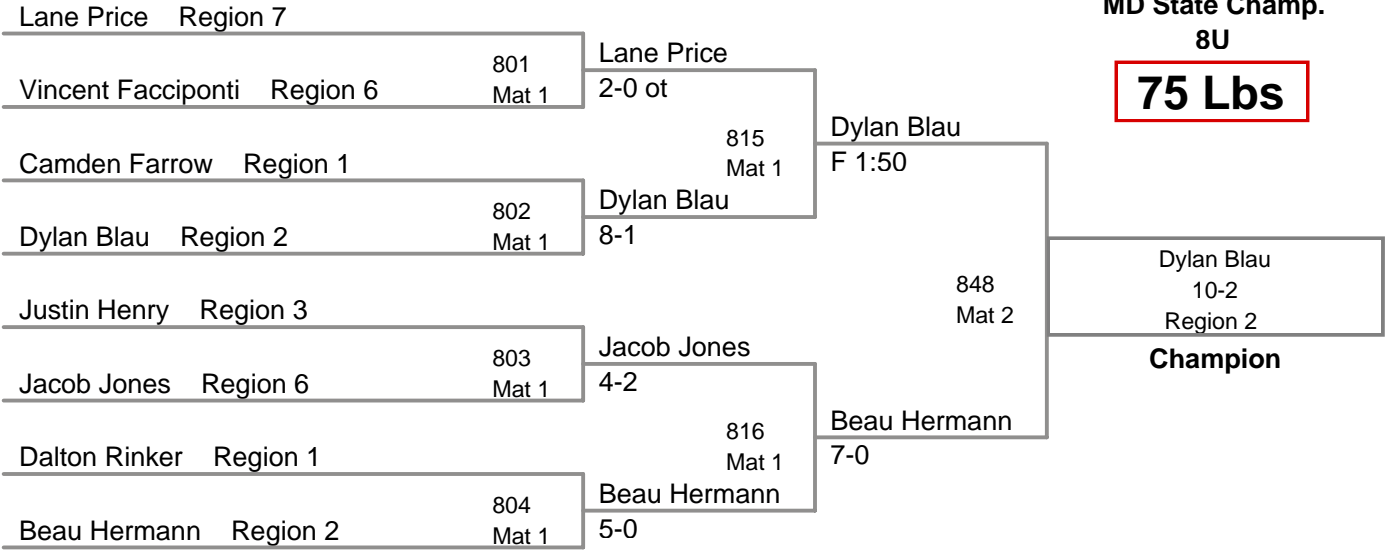 MD State Champ.
8U
75 Lbs
Lane Price Region 7
801
Mat 1
Vincent Facciponti Region 6
Lane Price
2-0 ot
Camden Farrow Region 1
802
Mat 1
Dylan Blau Region 2
Dylan Blau
8-1
815
Mat 1
Dylan Blau
F 1:50
Justin Henry Region 3
803
Mat 1
Jacob Jones Region 6
Jacob Jones
4-2
Dalton Rinker Region 1
804
Mat 1
Beau Hermann Region 2
Beau Hermann
5-0
816
Mat 1
Beau Hermann
7-0
848
Mat 2
Dylan Blau
10-2
Region 2
Champion